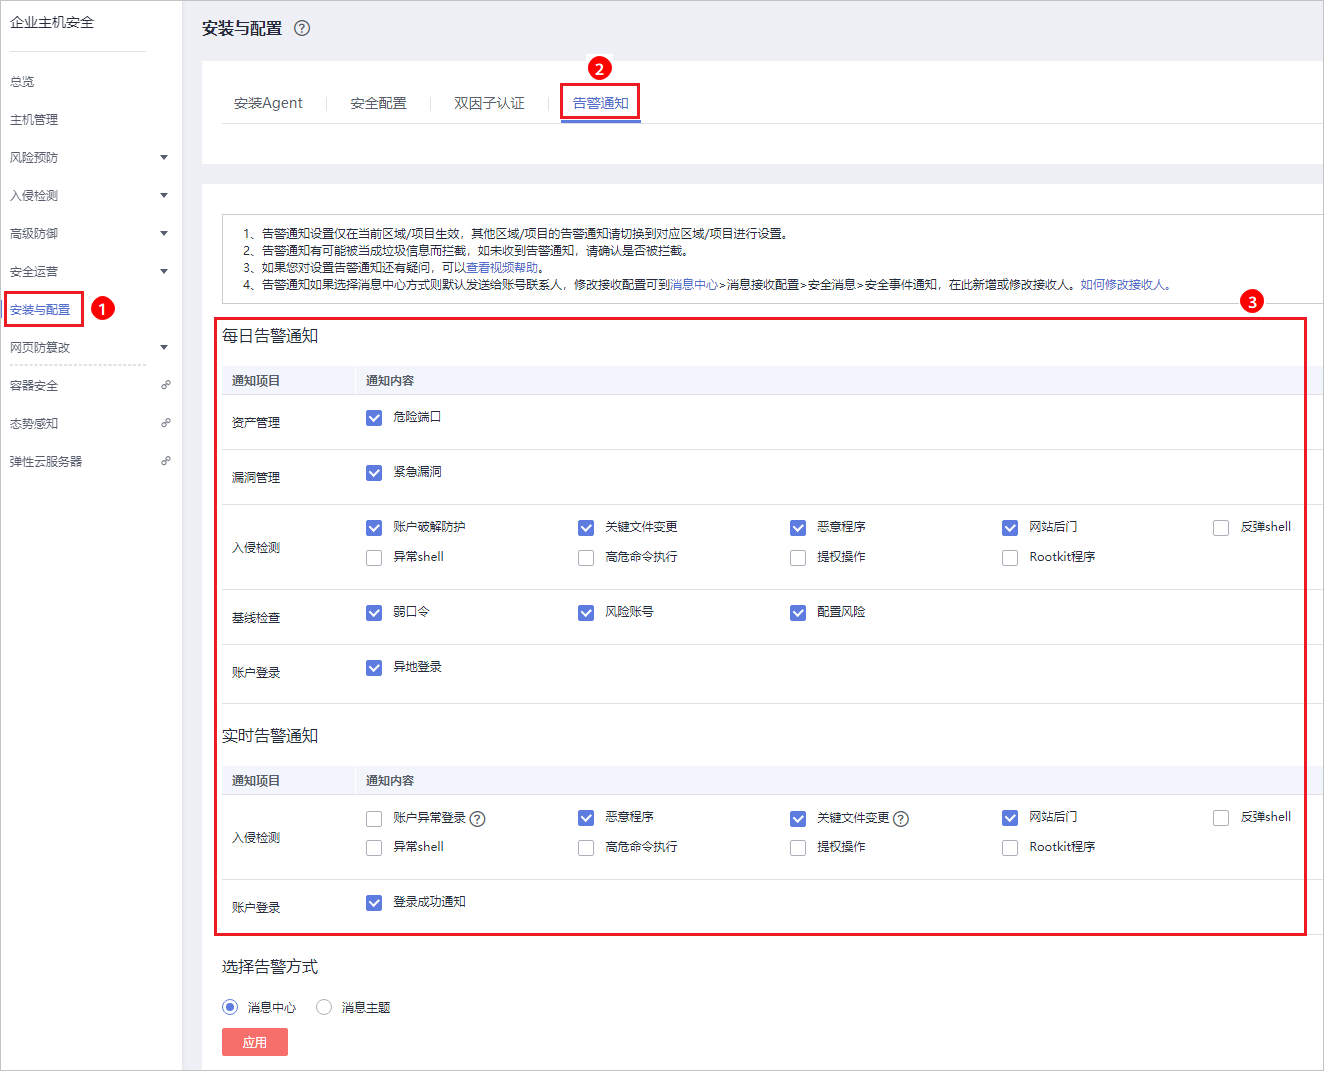 企业主机安全
总览
主机管理
风险预防
入侵检测
高级防御
安全运营
安装与配置
1
网页防篡改
容器安全
态势感知
弹性云服务器
安装与配置 ?
2
安装Agent 安全配置 双因子认证 告警通知
1、告警通知设置仅在当前区域/项目生效，其他区域/项目的告警通知请切换到对应区域/项目进行设置。
2、告警通知有可能被当成垃圾信息而拦截，如未收到告警通知，请确认是否被拦截。
3、如果您对设置告警通知还有疑问，可以查看视频帮助。
4、告警通知如果选择消息中心方式则默认发送给账号联系人，修改接收配置可到消息中心>消息接收配置>安全消息>安全事件通知，在此新增或修改接收人。如何修改接收人。
3
每日告警通知
通知项目 通知内容
资产管理 危险端口
漏洞管理 紧急漏洞
入侵检测 账户破解防护 关键文件变更 恶意程序 网站后门 反弹shell
异常shell 高危命令执行 提权操作 Rootkit程序
基线检查 弱口令 风险账号 配置风险
账户登录 异地登录
实时告警通知
通知项目 通知内容
入侵检测 账户异常登录 ? 恶意程序 关键文件变更 ? 网站后门 反弹shell
异常shell 高危命令执行 提权操作 Rootkit程序
账户登录 登录成功通知
选择告警方式
消息中心 消息主题
应用